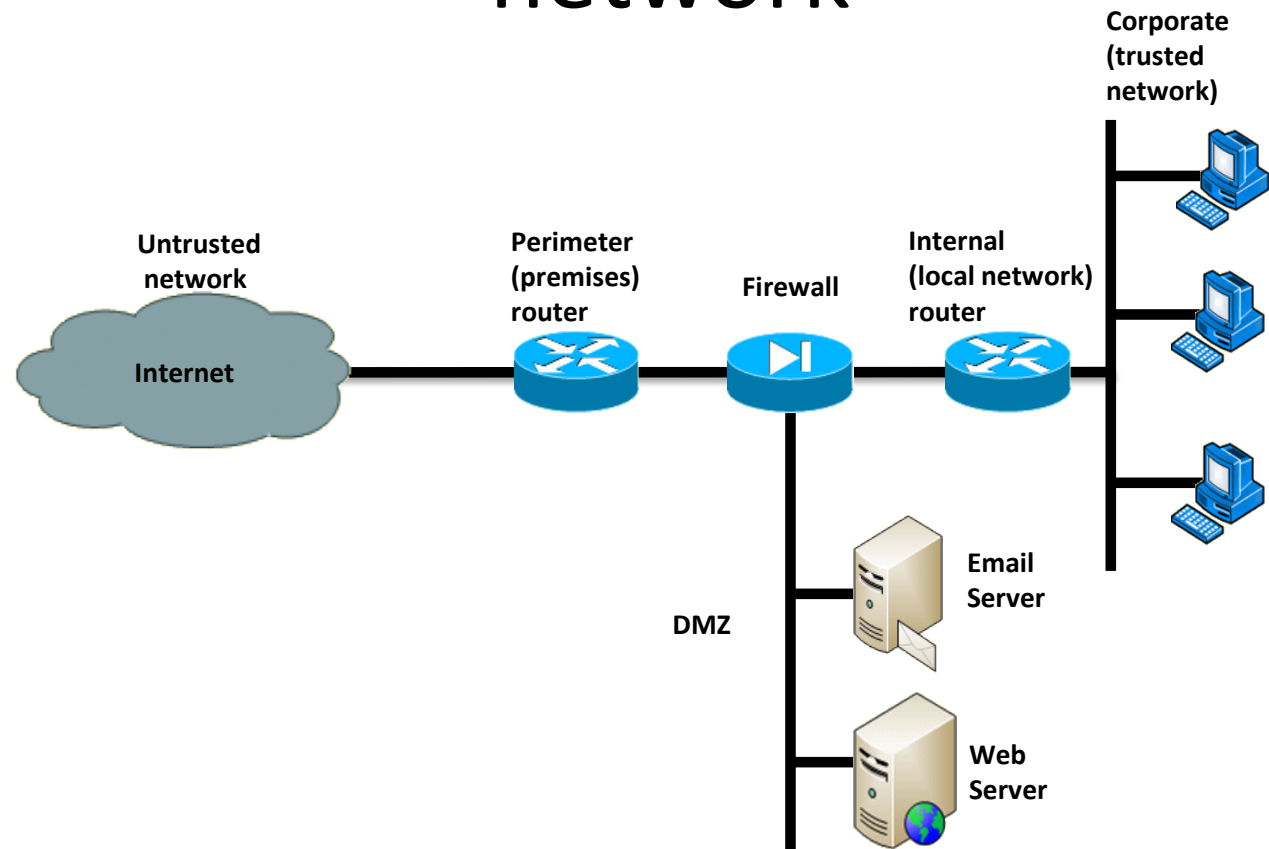 network
Corporate
(trusted
network)
Untrusted
network
Internet
Perimeter
(premises)
router
Firewall
Internal
(local network)
router
DMZ
Email
Server
Web
Server